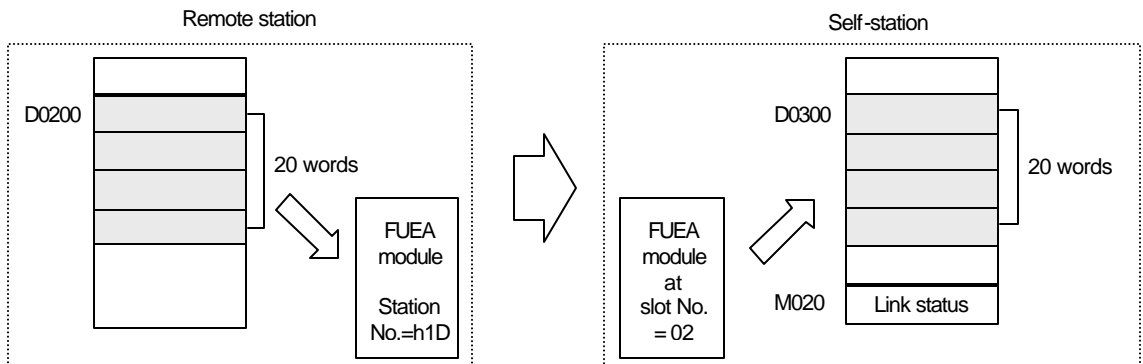 Remote station
D0200
20 words
FUEA
module
Station
No.=h1D
Self-station
D0300
20 words
FUEA
module
at
slot No.
= 02
M020
Link status